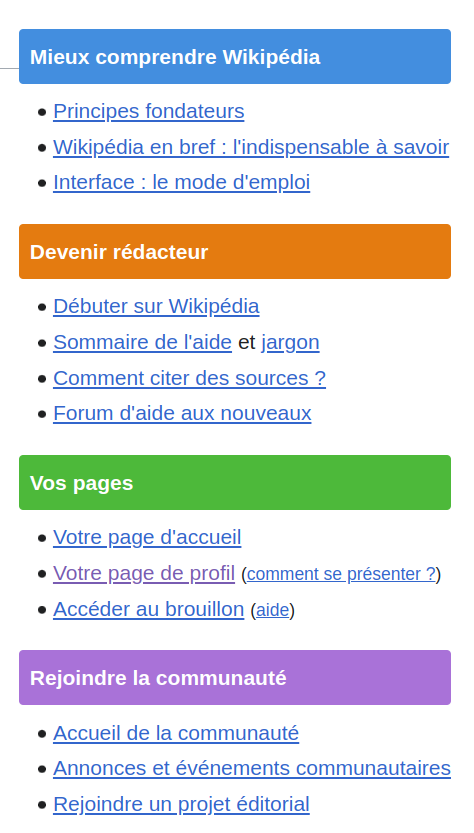 Mieux comprendre Wikipédia
Principes fondateurs
Wikipédia en bref : l'indispensable à savoir
Interface : le mode d'emploi
Devenir rédacteur
Débuter sur Wikipédia
Sommaire de l'aide et jargon
Comment citer des sources ?
Forum d'aide aux nouveaux
Vos pages
Votre page d'accueil
Votre page de profil (comment se présenter ?)
Accéder au brouillon (aide)
Rejoindre la communauté
Accueil de la communauté
Annonces et événements communautaires
Rejoindre un projet éditorial